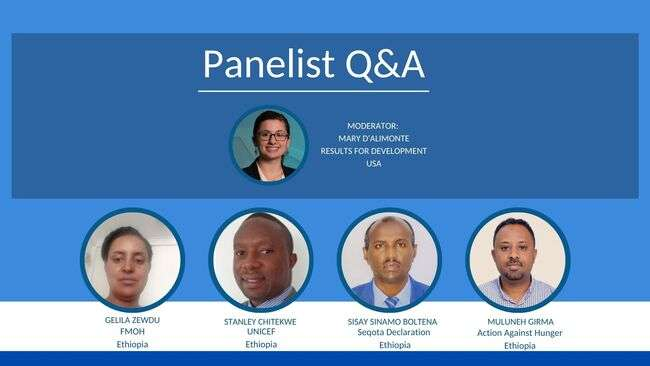 Panelist Q&A
MODERATOR:
MARY D'ALIMONTE
RESULTS FOR DEVELOPMENT
USA
GELILA ZEWDU
FMOH
Ethiopia
STANLEY CHITEKWE
UNICEF
Ethiopia
SISAY SINAMO BOLTENA
Seqota Declaration
Ethiopia
MULUNEH GIRMA
Action Against Hunger
Ethiopia